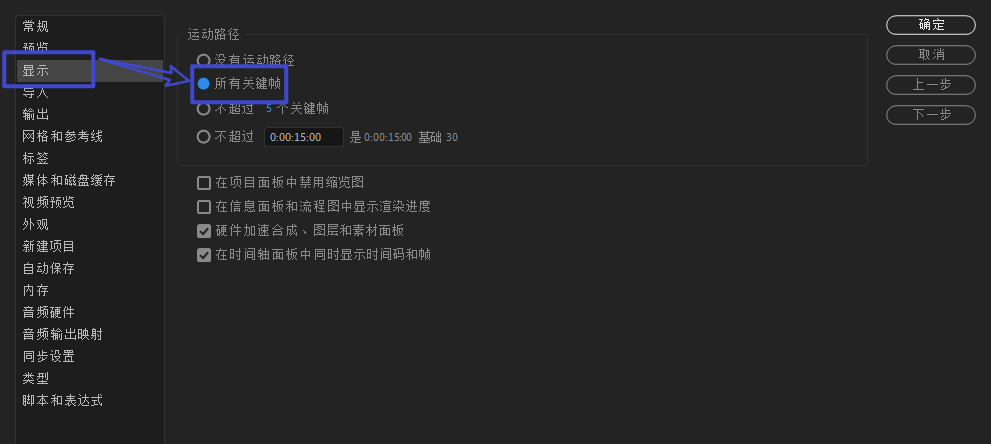 常规
预览
显示
导入
输出
网格和参考线
标签
媒体和磁盘缓存
视频预览
外观
新建项目
自动保存
内存
音频硬件
音频输出映射
同步设置
类型
脚本和表达式
运动路径
没有运动路径
所有关键帧
不超过 5 个关键帧
不超过 0:00:15:00 是 0:00:15:00 基础 30
在项目面板中禁用缩览图
在信息面板和流程图中显示渲染进度
硬件加速合成、图层和素材面板
在时间轴面板中同时显示时间码和帧
确定
取消
上一步
下一步